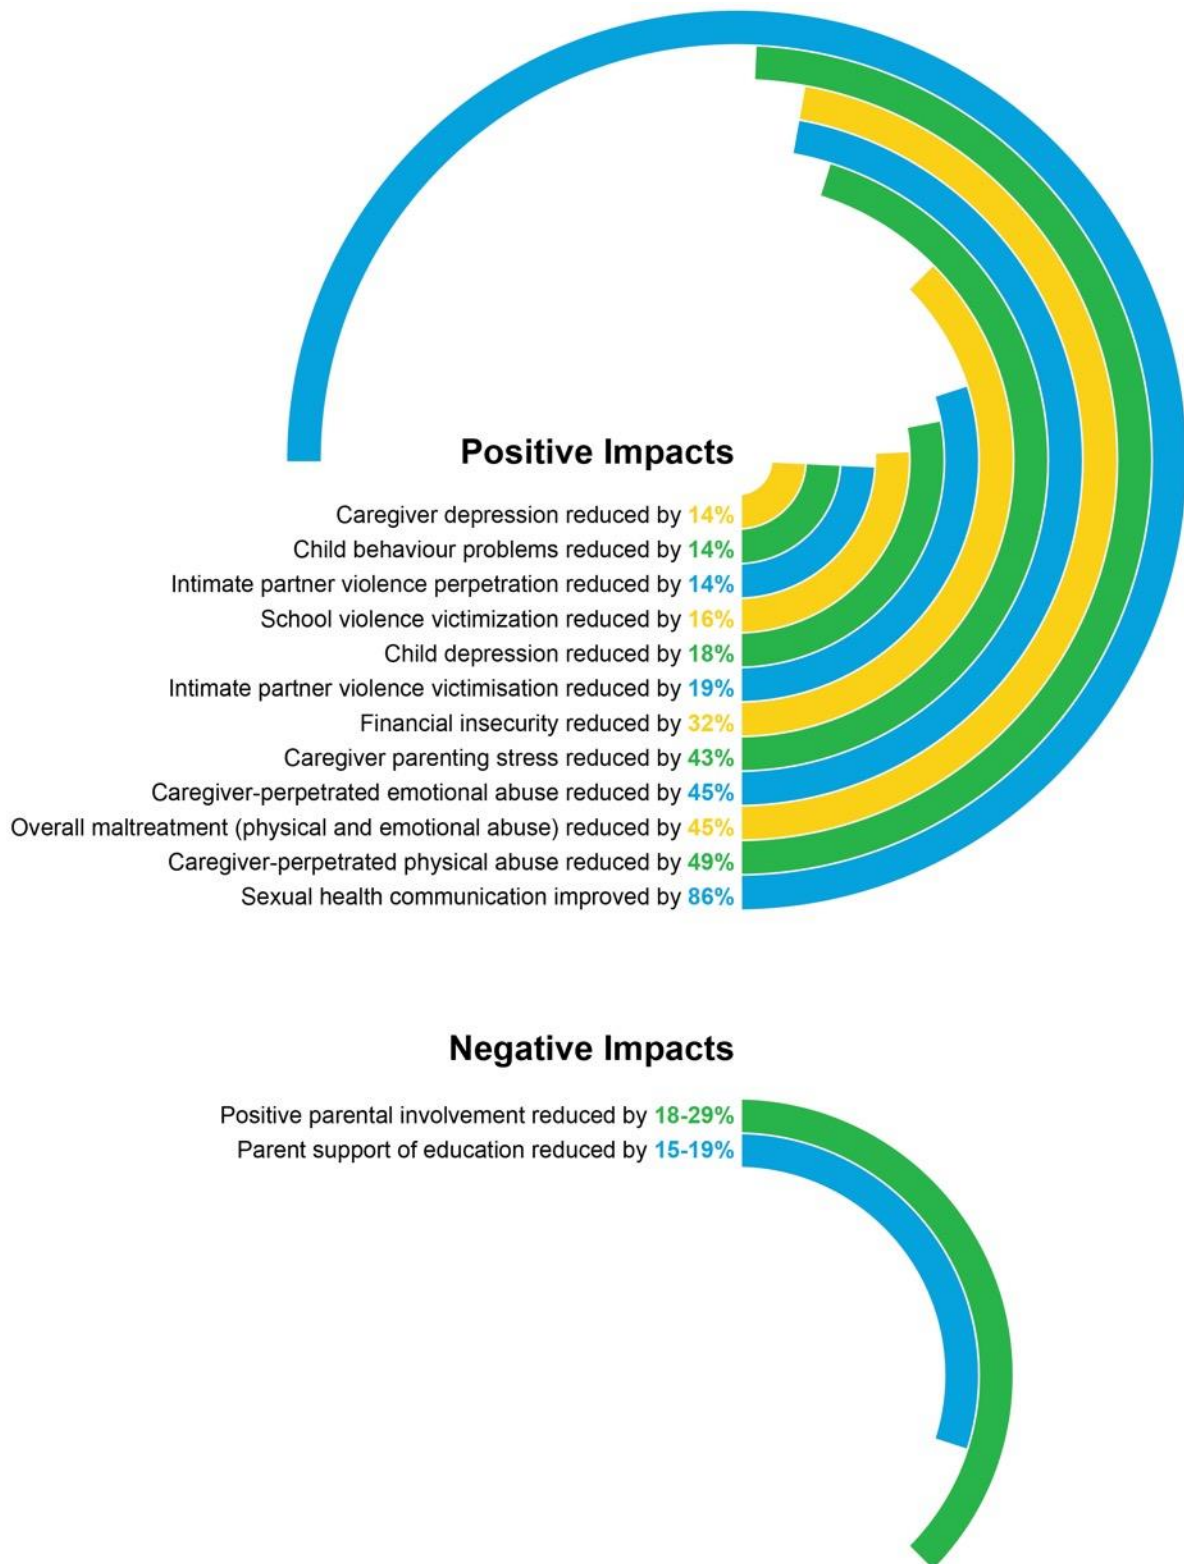 Positive Impacts
Caregiver depression reduced by 14%
Child behaviour problems reduced by 14%
Intimate partner violence perpetration reduced by 14%
School violence victimization reduced by 16%
Child depression reduced by 18%
Intimate partner violence victimisation reduced by 19%
Financial insecurity reduced by 32%
Caregiver parenting stress reduced by 43%
Caregiver-perpetrated emotional abuse reduced by 45%
Overall maltreatment (physical and emotional abuse) reduced by 45%
Caregiver-perpetrated physical abuse reduced by 49%
Sexual health communication improved by 86%
Negative Impacts
Positive parental involvement reduced by 18-29%
Parent support of education reduced by 15-19%